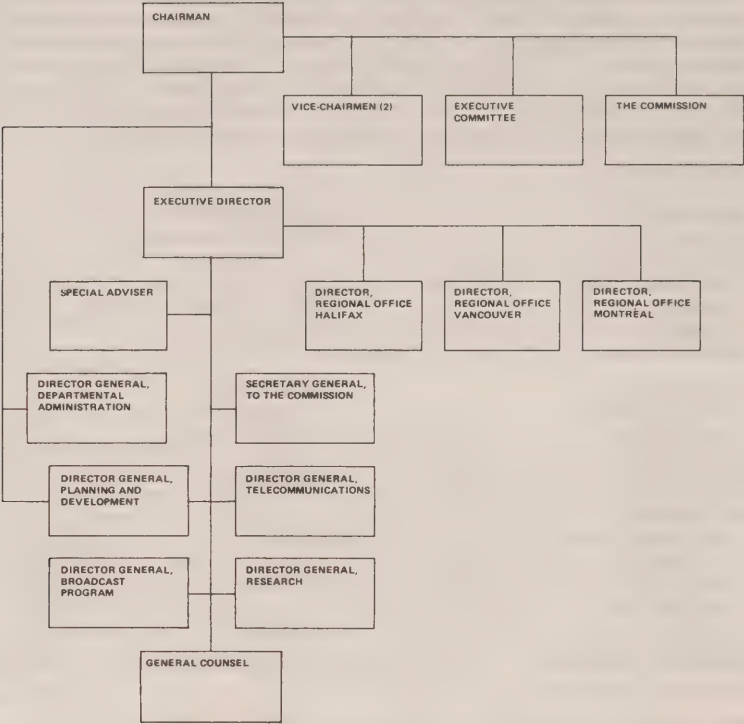 CHAIRMAN
VICE-CHAIRMEN (2)
EXECUTIVE
COMMITTEE
THE COMMISSION
EXECUTIVE DIRECTOR
SPECIAL ADVISER
DIRECTOR,
REGIONAL OFFICE
HALIFAX
DIRECTOR,
REGIONAL OFFICE
VANCOUVER
DIRECTOR,
REGIONAL OFFICE
MONTRÉAL
DIRECTOR GENERAL,
DEPARTMENTAL
ADMINISTRATION
SECRETARY GENERAL,
TO THE COMMISSION
DIRECTOR GENERAL,
PLANNING AND
DEVELOPMENT
DIRECTOR GENERAL,
TELECOMMUNICATIONS
DIRECTOR GENERAL,
BROADCAST
PROGRAM
DIRECTOR GENERAL,
RESEARCH
GENERAL COUNSEL